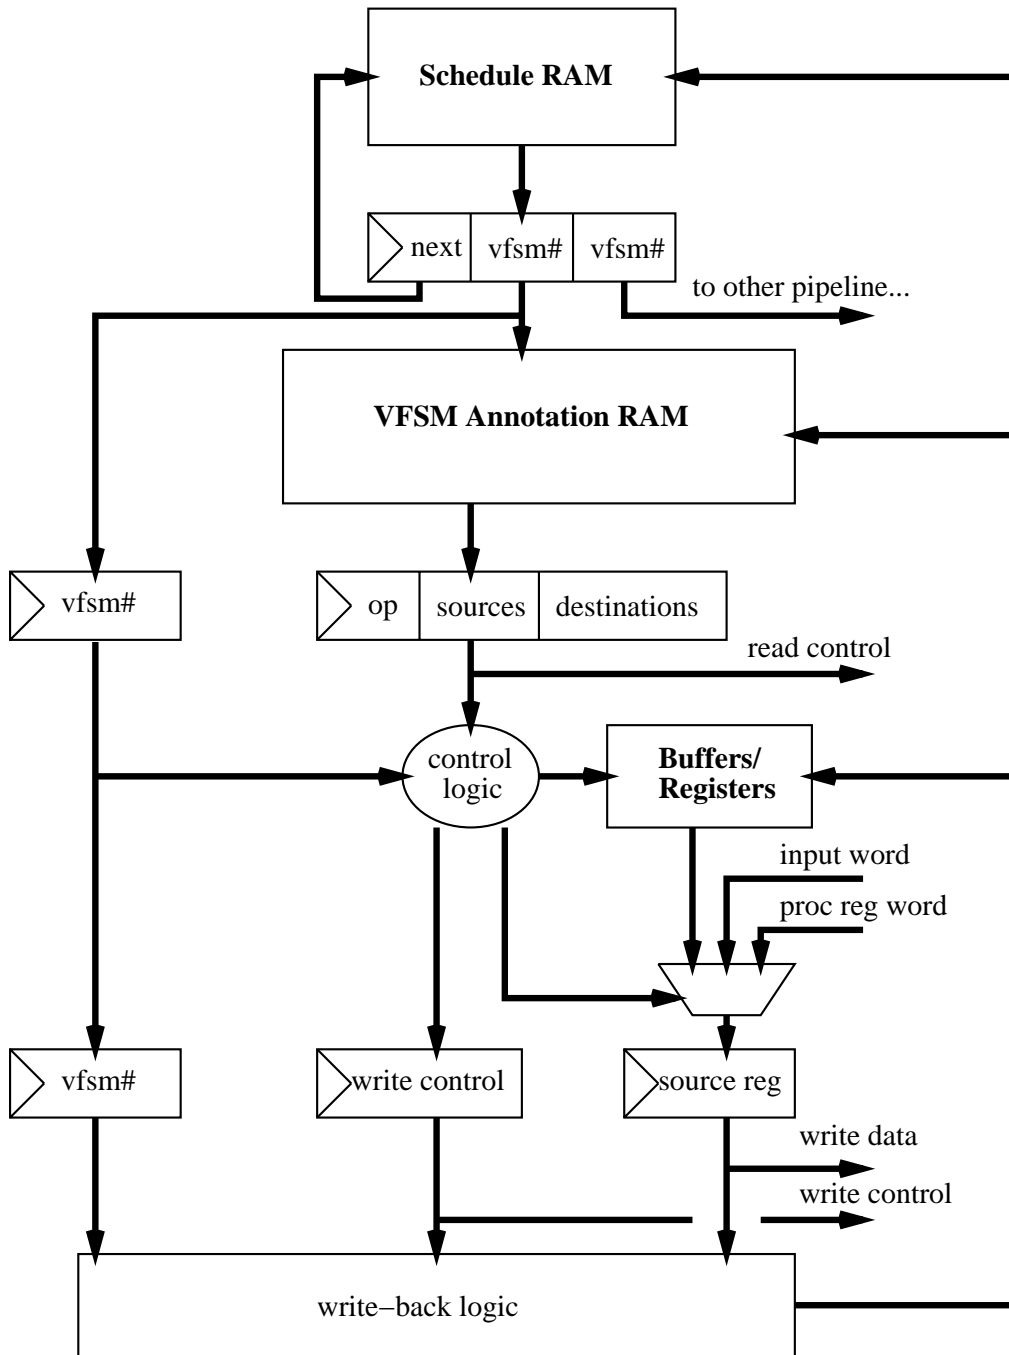 Schedule RAM
next
vfsm#
vfsm#
to other pipeline...
VFSM Annotation RAM
vfsm#
op
sources
destinations
read control
control
logic
Buffers/
Registers
input word
proc reg word
vfsm#
write control
source reg
write data
write control
write−back logic